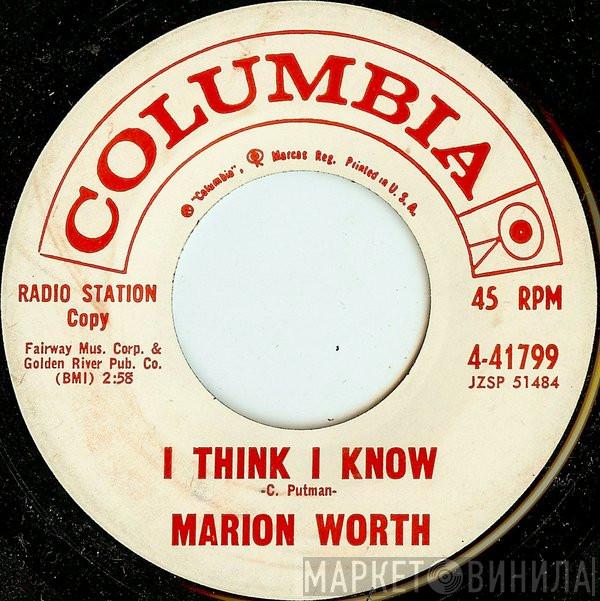 COLUMBIA
® "Columbia", Marcas Reg. Printed in U.S.A.
RADIO STATION
Copy
Fairway Mus. Corp. &
Golden River Pub. Co.
(BMI) 2:58
45 RPM
4-41799
JZSP 51484
I THINK I KNOW
-C. Putman-
MARION WORTH
МАРКЕТ ВИНИЛА